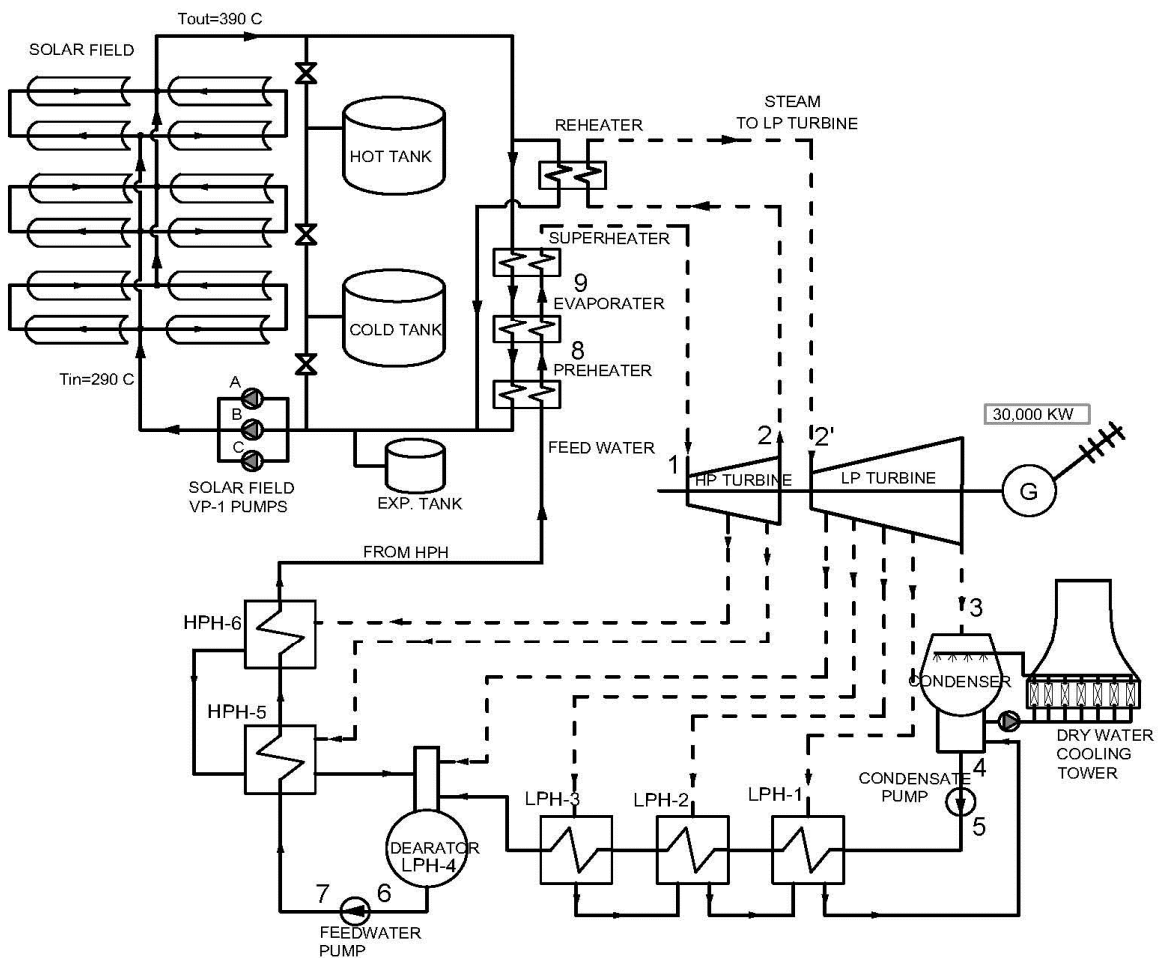 Tout=390 C
SOLAR FIELD
STEAM
TO LP TURBINE
REHEATER
HOT TANK
SUPERHEATER
9
EVAPORATER
COLD TANK
8
PREHEATER
Tin=290 C
A
B
C
30,000 KW
FEED WATER
2
2'
1
HP TURBINE
LP TURBINE
G
SOLAR FIELD
VP-1 PUMPS
EXP. TANK
FROM HPH
3
HPH-6
CONDENSER
HPH-5
DRY WATER
COOLING
TOWER
4
CONDENSATE
PUMP
5
LPH-3
LPH-2
LPH-1
DEARATOR
LPH-4
7
6
FEEDWATER
PUMP